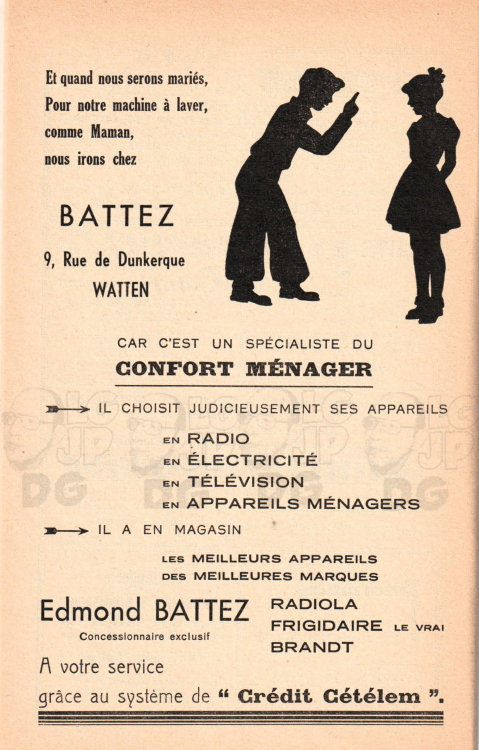 Et quand nous serons mariés,
Pour notre machine à laver,
comme Maman,
nous irons chez
BATTEZ
9, Rue de Dunkerque
WATTEN
CAR C'EST UN SPÉCIALISTE DU
CONFORT MÉNAGER
IL CHOISIT JUDICIEUSEMENT SES APPAREILS
EN RADIO
EN ÉLECTRICITÉ
EN TÉLÉVISION
EN APPAREILS MÉNAGERS
IL A EN MAGASIN
LES MEILLEURS APPAREILS
DES MEILLEURES MARQUES
Edmond BATTEZ
Concessionnaire exclusif
RADIOLA
FRIGIDAIRE LE VRAI
BRANDT
A votre service
grâce au système de “ Crédit Cétélem ”.